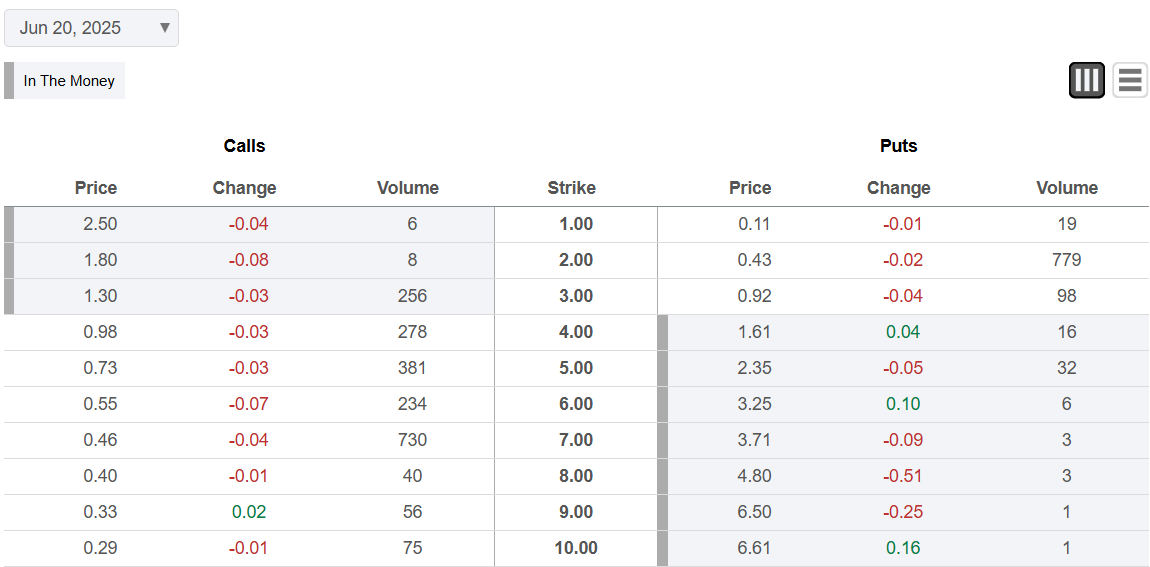 Jun 20, 2025 ▼
In The Money
Calls Puts
Price Change Volume Strike Price Change Volume
2.50 -0.04 6 1.00 0.11 -0.01 19
1.80 -0.08 8 2.00 0.43 -0.02 779
1.30 -0.03 256 3.00 0.92 -0.04 98
0.98 -0.03 278 4.00 1.61 0.04 16
0.73 -0.03 381 5.00 2.35 -0.05 32
0.55 -0.07 234 6.00 3.25 0.10 6
0.46 -0.04 730 7.00 3.71 -0.09 3
0.40 -0.01 40 8.00 4.80 -0.51 3
0.33 0.02 56 9.00 6.50 -0.25 1
0.29 -0.01 75 10.00 6.61 0.16 1